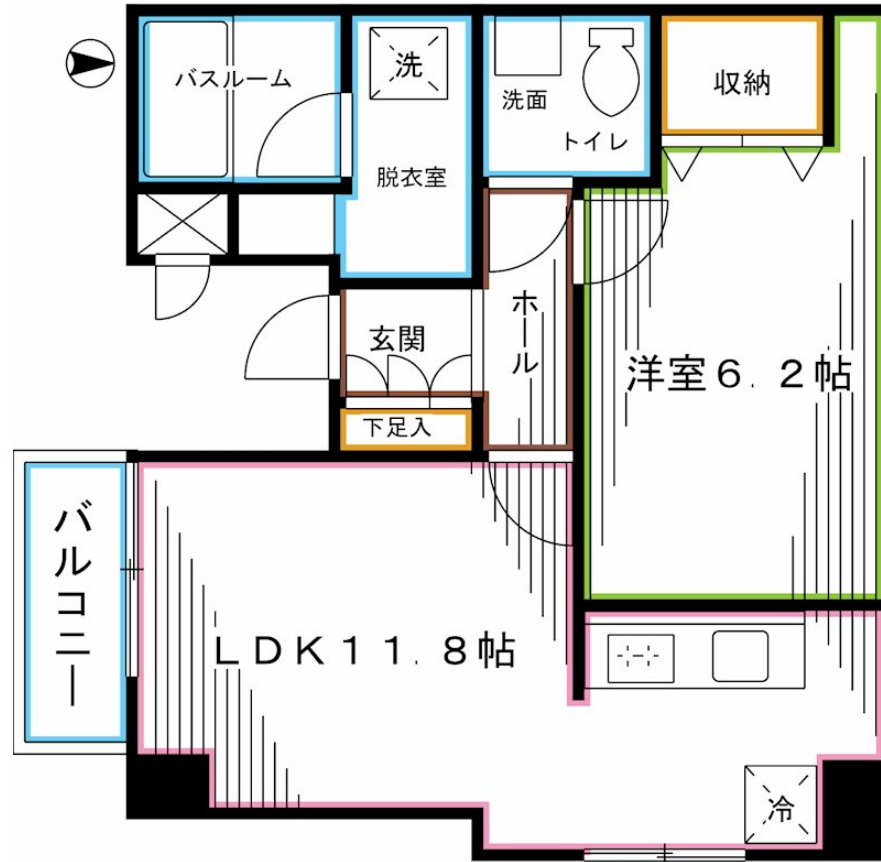 バスルーム
洗
洗面
トイレ
収納
脱衣室
玄関
ホール
下足入
洋室6.2帖
バルコニー
LDK11.8帖
冷